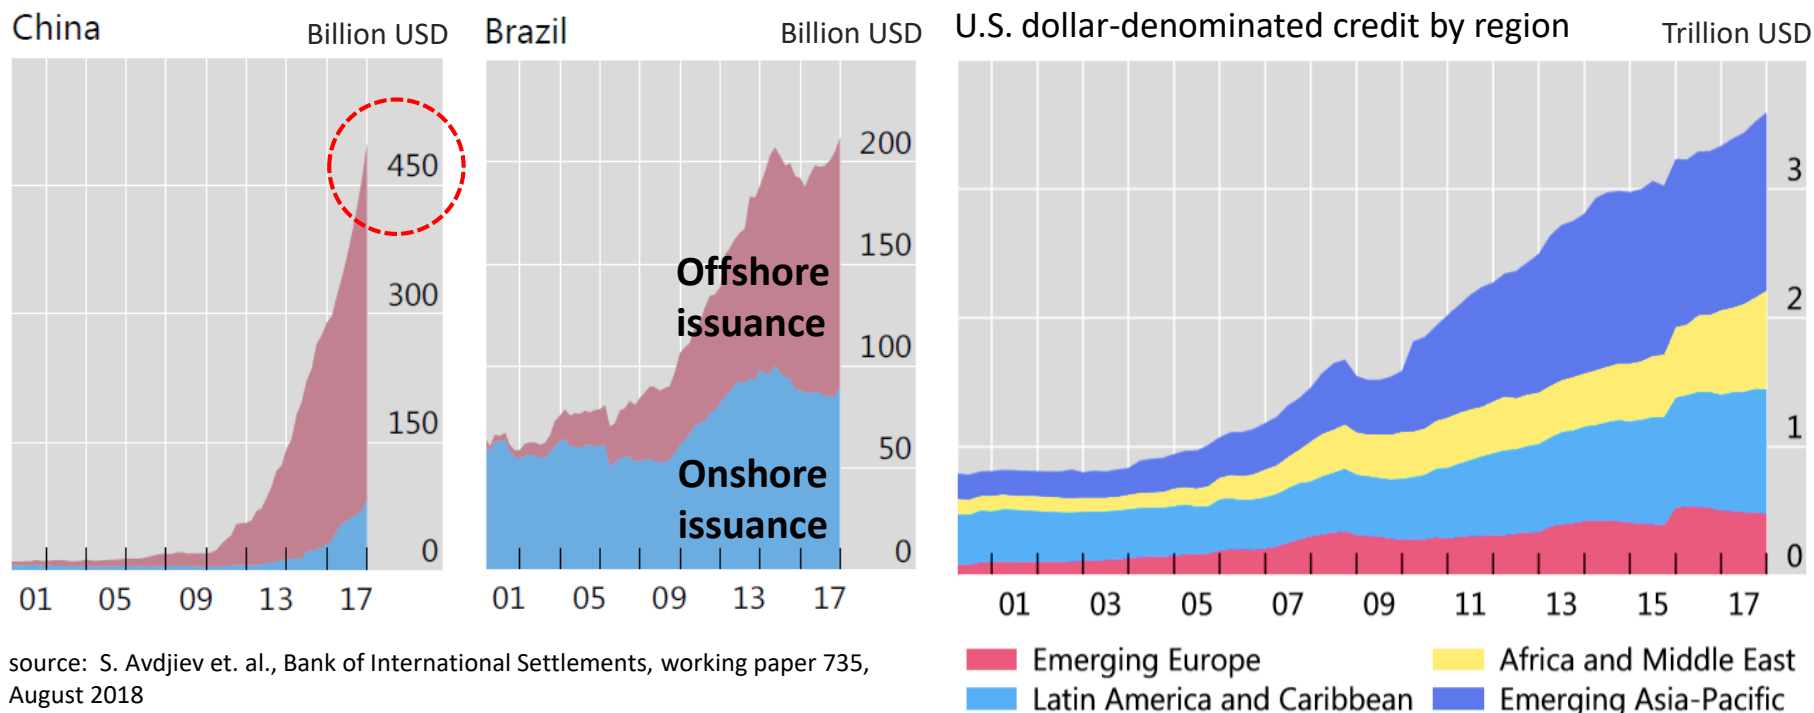 China
Billion USD
450
300
150
0
01 05 09 13 17
Brazil
Billion USD
200
150
100
50
0
Offshore
issuance
Onshore
issuance
01 05 09 13 17
U.S. dollar-denominated credit by region
Trillion USD
3
2
1
0
01 03 05 07 09 11 13 15 17
Emerging Europe
Africa and Middle East
Latin America and Caribbean
Emerging Asia-Pacific
source: S. Avdjiev et. al., Bank of International Settlements, working paper 735,
August 2018